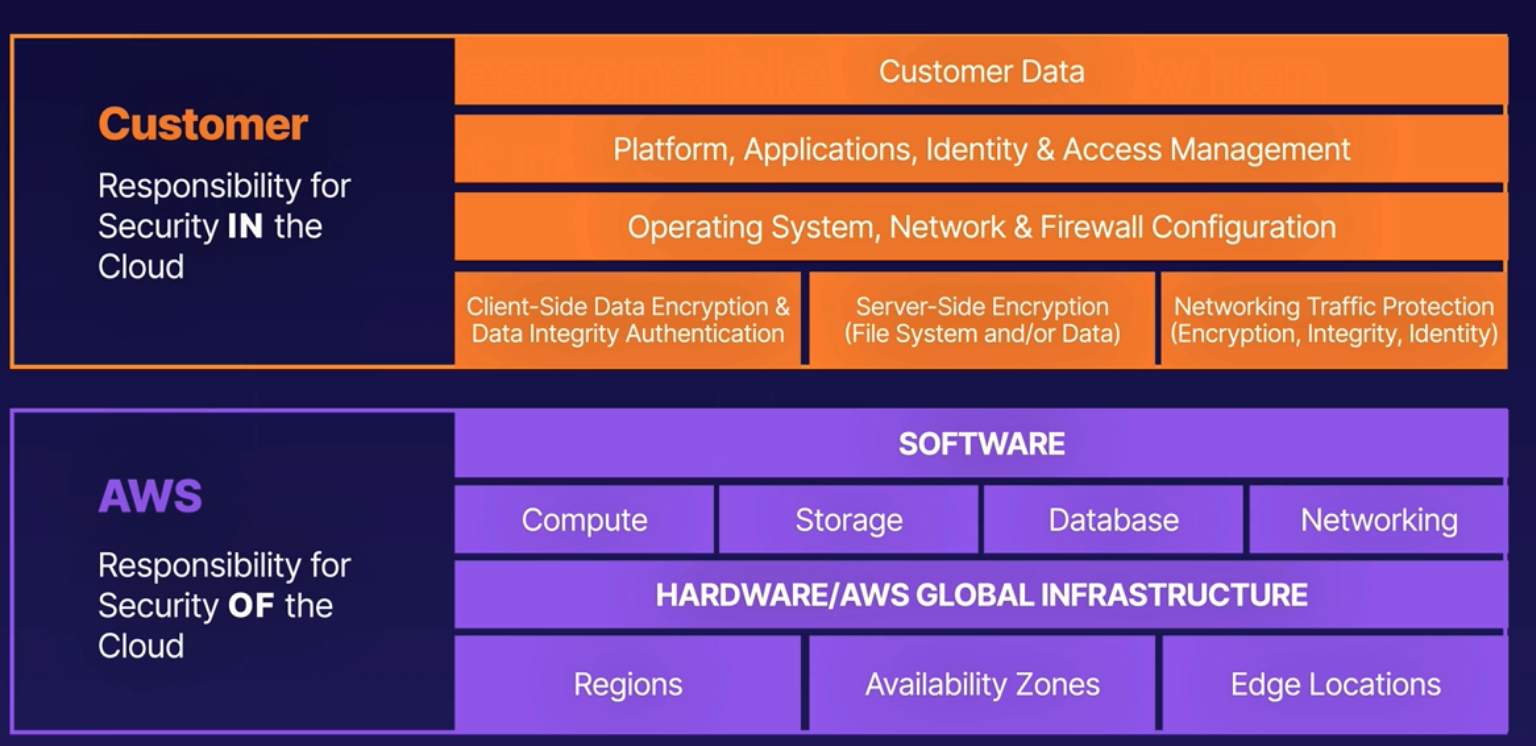 Customer
Responsibility for
Security IN the
Cloud
Customer Data
Platform, Applications, Identity & Access Management
Operating System, Network & Firewall Configuration
Client-Side Data Encryption &
Data Integrity Authentication
Server-Side Encryption
(File System and/or Data)
Networking Traffic Protection
(Encryption, Integrity, Identity)
AWS
Responsibility for
Security OF the
Cloud
SOFTWARE
Compute
Storage
Database
Networking
HARDWARE/AWS GLOBAL INFRASTRUCTURE
Regions
Availability Zones
Edge Locations